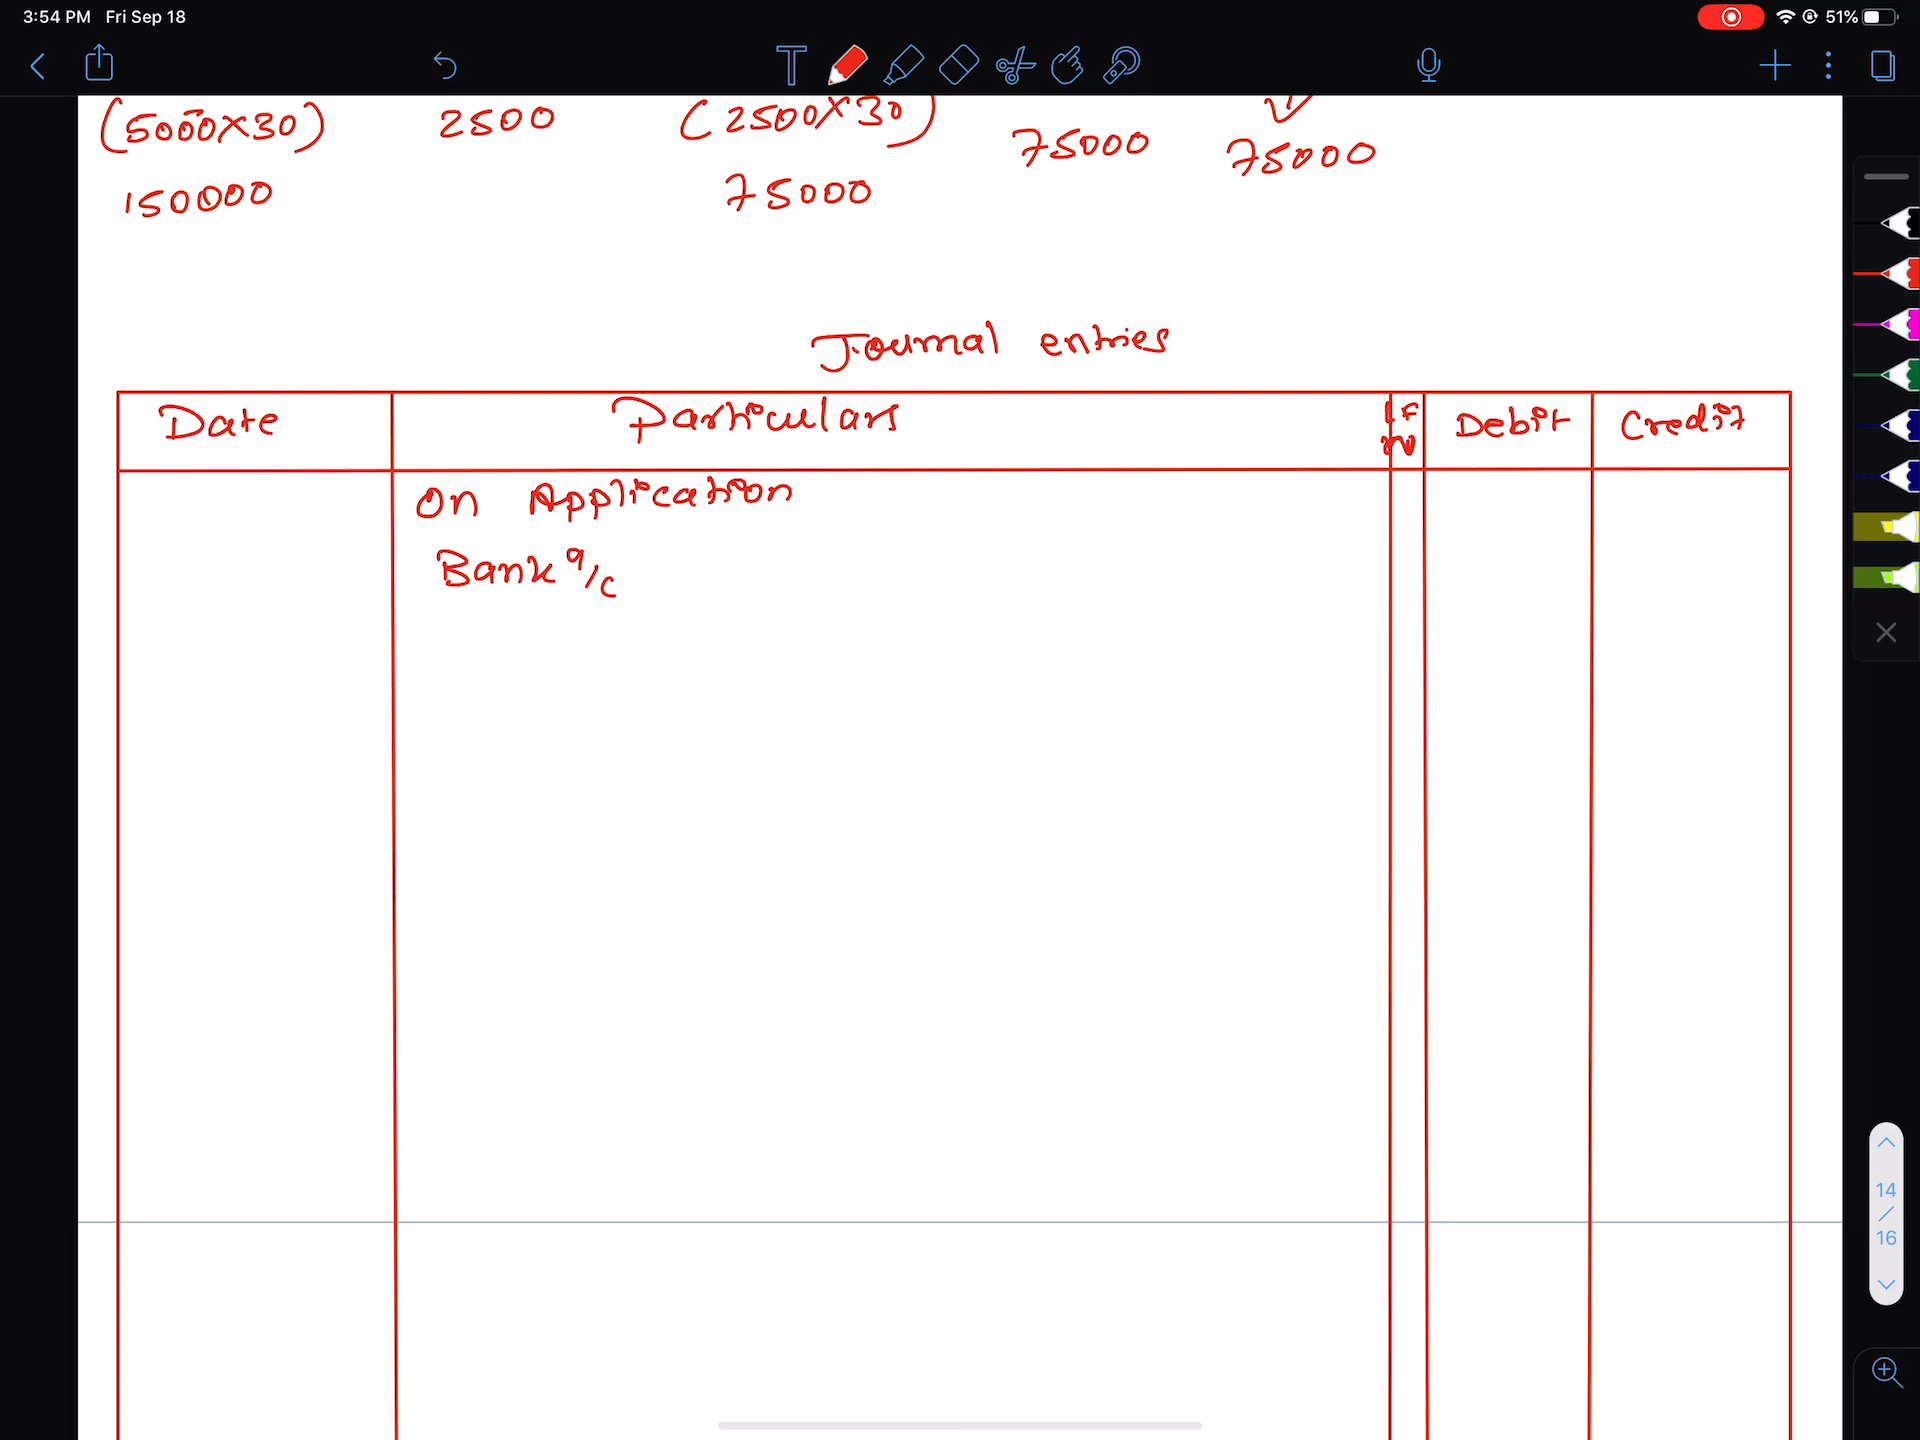 3:54 PM Fri Sep 18
51%
(5000×30) 2500 (2500×30) 75000 75000
150000 75000
Journal entries
Date Particulars LF Debit Credit
On Application
Bank a/c
14
/
16